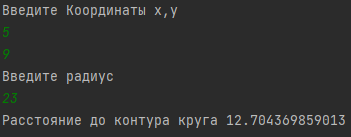 Введите Координаты x,y
5
9
Введите радиус
23
Расстояние до контура круга 12.704369859013